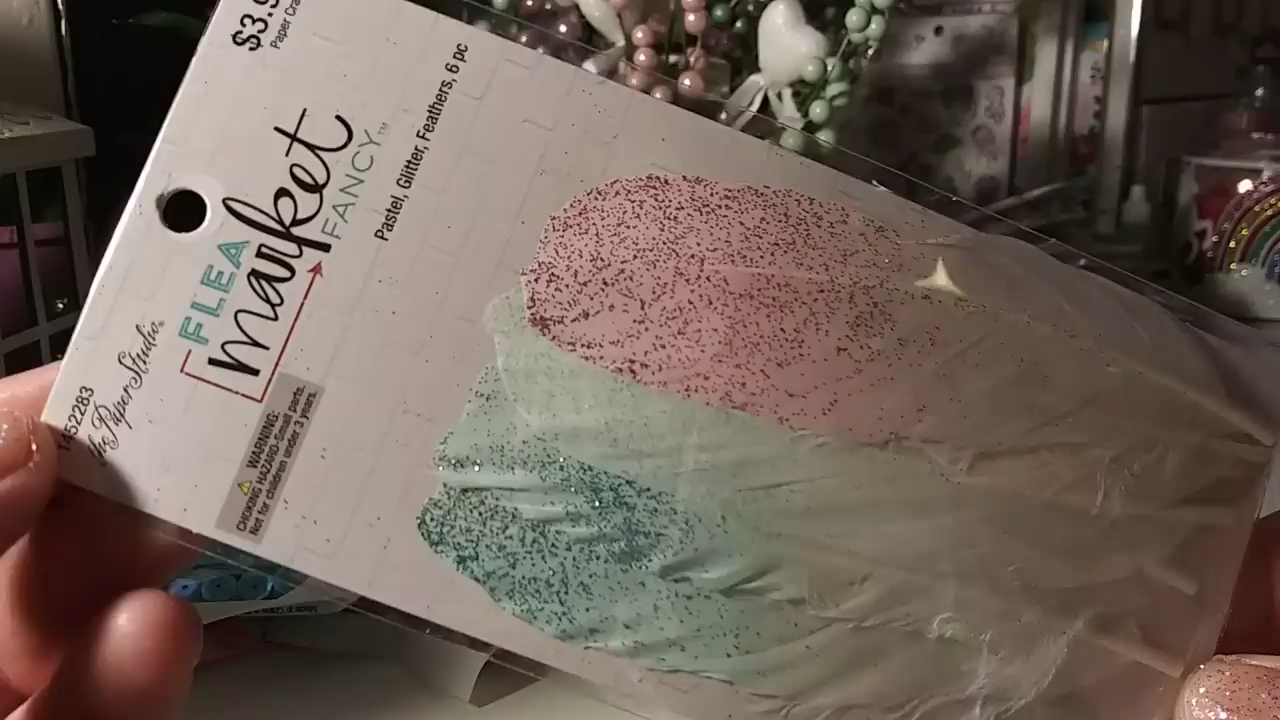 $3.9
Paper Cra
FLEA
market
FANCY™
Pastel, Glitter, Feathers, 6 pc
1452283
the Paper Studio®
WARNING:
CHOKING HAZARD-Small parts.
Not for children under 3 years.